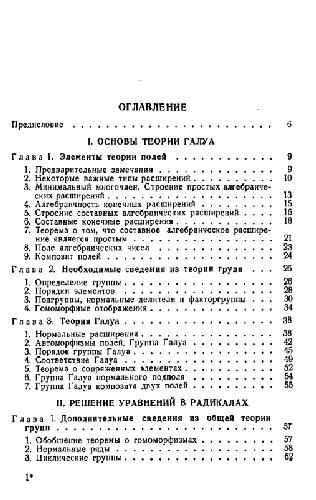 ОГЛАВЛЕНИЕ
Предисловие . . . . . . . . . . . . . . . . . . 6
I. ОСНОВЫ ТЕОРИИ ГАЛУА
Глава 1. Элементы теории полей . . . . . . . . 9
1. Предварительные замечания . . . . . . . . . 9
2. Некоторые важные типы расширений . . . . . 10
3. Минимальный многочлен. Строение простых алгебраиче-
ских расширений . . . . . . . . . . . . . 13
4. Алгебраичность конечных расширений . . . . . 15
5. Строение составных алгебраических расширений . . . 16
6. Составные конечные расширения . . . . . . . 18
7. Теорема о том, что составное алгебраическое расшире-
ние является простым . . . . . . . . . . . 21
8. Поле алгебраических чисел . . . . . . . . . 23
9. Композит полей . . . . . . . . . . . . . . 24
Глава 2. Необходимые сведения из теории групп . . . 25
1. Определение группы . . . . . . . . . . . . 26
2. Порядки элементов . . . . . . . . . . . . 28
3. Подгруппы, нормальные делители и факторгруппы . . . 30
4. Гомоморфные отображения . . . . . . . . . . 34
Глава 3. Теория Галуа . . . . . . . . . . . . . 38
1. Нормальные расширения . . . . . . . . . . . 38
2. Автоморфизмы полей. Группа Галуа . . . . . . 42
3. Порядок группы Галуа . . . . . . . . . . . 45
4. Соответствие Галуа . . . . . . . . . . . . 49
5. Теорема о сопряженных элементах . . . . . . . 52
6. Группа Галуа нормального подполя . . . . . . 54
7. Группа Галуа композита двух полей . . . . . . 55
II. РЕШЕНИЕ УРАВНЕНИЙ В РАДИКАЛАХ
Глава 1. Дополнительные сведения из общей теории
групп . . . . . . . . . . . . . . . . . 57
1. Обобщение теоремы о гомоморфизмах . . . . . . 57
2. Нормальные ряды . . . . . . . . . . . . . 58
3. Циклические группы . . . . . . . . . . . . 62
1*